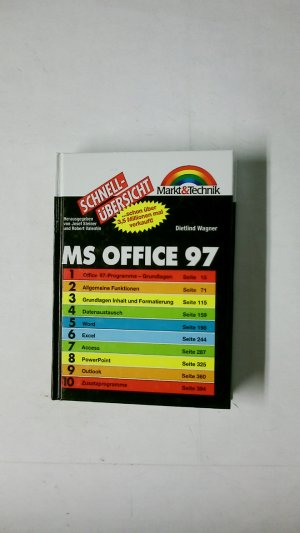 SCHNELL-
ÜBERSICHT
Markt&Technik
...schon über
3,5 Millionen mal
verkauft!
Herausgegeben
von Josef Steiner
und Robert Valentin
Dietlind Wagner
MS OFFICE 97
1 Office 97-Programme – Grundlagen Seite 15
2 Allgemeine Funktionen Seite 71
3 Grundlagen Inhalt und Formatierung Seite 115
4 Datenaustausch Seite 159
5 Word Seite 195
6 Excel Seite 244
7 Access Seite 287
8 PowerPoint Seite 325
9 Outlook Seite 360
10 Zusatzprogramme Seite 394